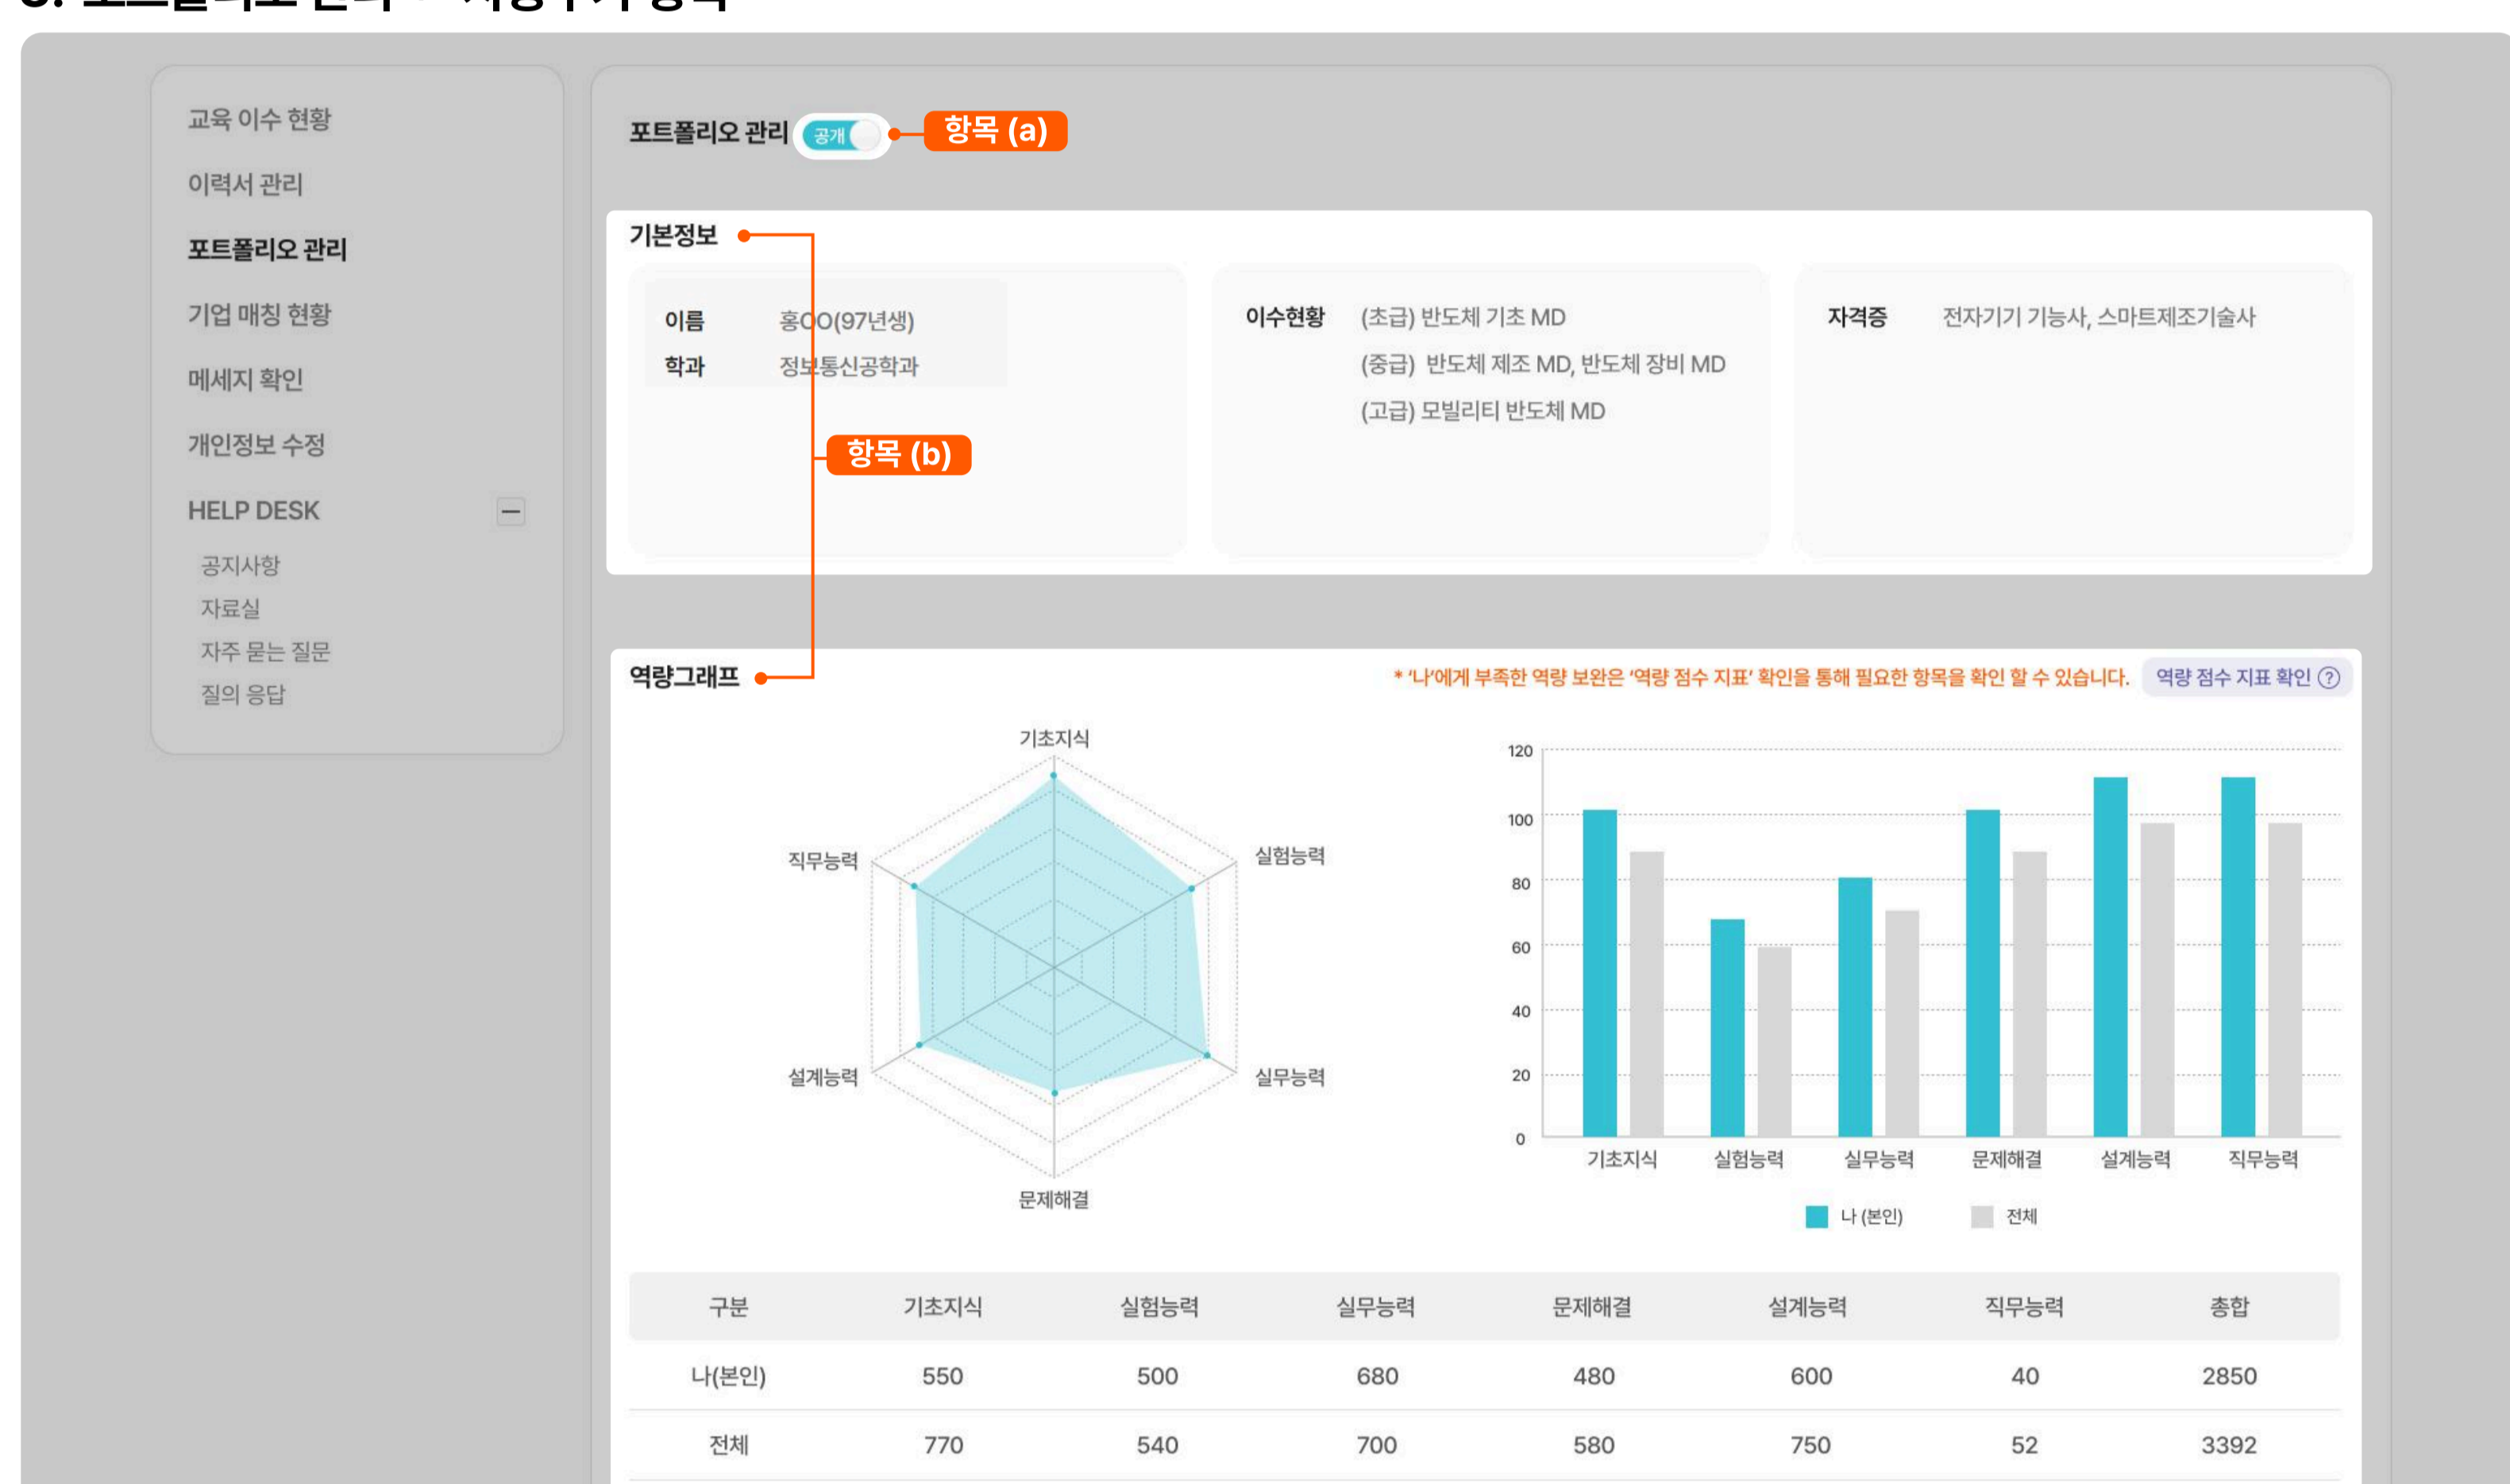 교육 이수 현황
이력서 관리
포트폴리오 관리
기업 매칭 현황
메세지 확인
개인정보 수정
HELP DESK
공지사항
자료실
자주 묻는 질문
질의 응답
포트폴리오 관리 공개 항목 (a)
기본정보
이름 홍OO(97년생)
학과 정보통신공학과
이수현황 (초급) 반도체 기초 MD
(중급) 반도체 제조 MD, 반도체 장비 MD
(고급) 모빌리티 반도체 MD
자격증 전자기기 기능사, 스마트제조기술사
항목 (b)
역량그래프
* '나'에게 부족한 역량 보완은 '역량 점수 지표' 확인을 통해 필요한 항목을 확인 할 수 있습니다. 역량 점수 지표 확인 ?
기초지식
실험능력
실무능력
문제해결
설계능력
직무능력
120
100
80
60
40
20
0
기초지식 실험능력 실무능력 문제해결 설계능력 직무능력
나 (본인) 전체
구분 기초지식 실험능력 실무능력 문제해결 설계능력 직무능력 총합
나(본인) 550 500 680 480 600 40 2850
전체 770 540 700 580 750 52 3392